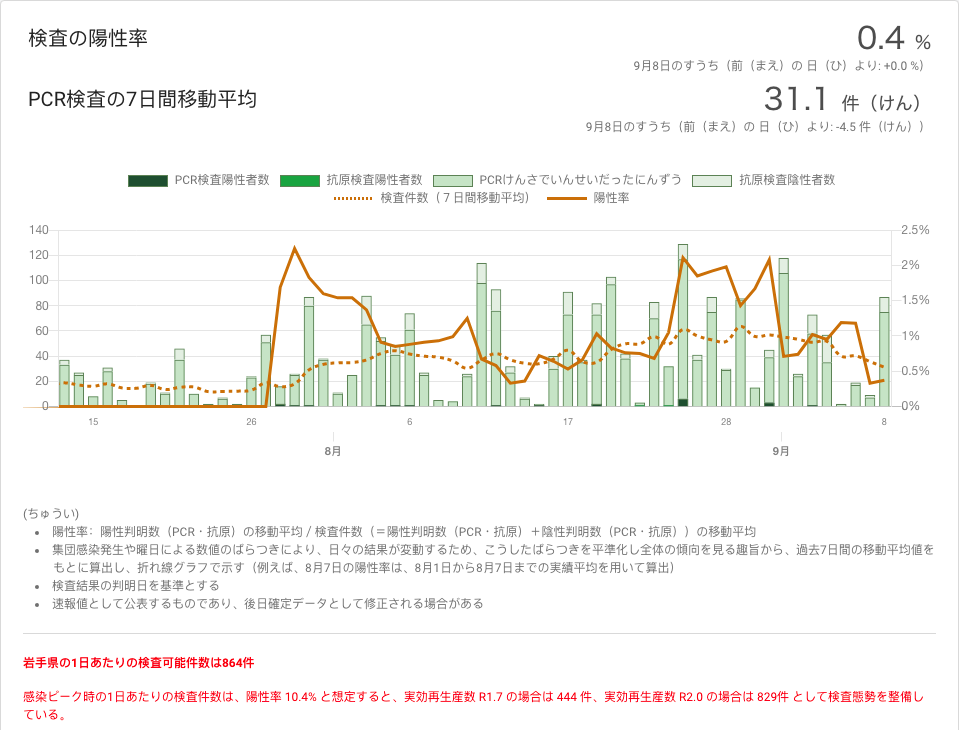 検査の陽性率
0.4 %
9月8日のすうち（前（まえ）の 日（ひ）より: +0.0 %）
PCR検査の7日間移動平均
31.1 件（けん）
9月8日のすうち（前（まえ）の 日（ひ）より: -4.5 件（けん））
PCR検査陽性者数 抗原検査陽性者数 PCRけんさでいんせいだったにんずう 抗原検査陰性者数
検査件数（７日間移動平均） 陽性率
140 2.5%
120 2%
100
80 1.5%
60 1%
40
20 0.5%
0 0%
15 26 6 17 28 8
8月 9月
(ちゅうい)
• 陽性率：陽性判明数（PCR・抗原）の移動平均 / 検査件数（＝陽性判明数（PCR・抗原）＋陰性判明数（PCR・抗原））の移動平均
• 集団感染発生や曜日による数値のばらつきにより、日々の結果が変動するため、こうしたばらつきを平準化し全体の傾向を見る趣旨から、過去7日間の移動平均値を
もとに算出し、折れ線グラフで示す（例えば、8月7日の陽性率は、8月1日から8月7日までの実績平均を用いて算出）
• 検査結果の判明日を基準とする
• 速報値として公表するものであり、後日確定データとして修正される場合がある
岩手県の1日あたりの検査可能件数は864件
感染ピーク時の1日あたりの検査件数は、陽性率 10.4% と想定すると、実効再生産数 R1.7 の場合は 444 件、実効再生産数 R2.0 の場合は 829件 として検査態勢を整備し
ている。